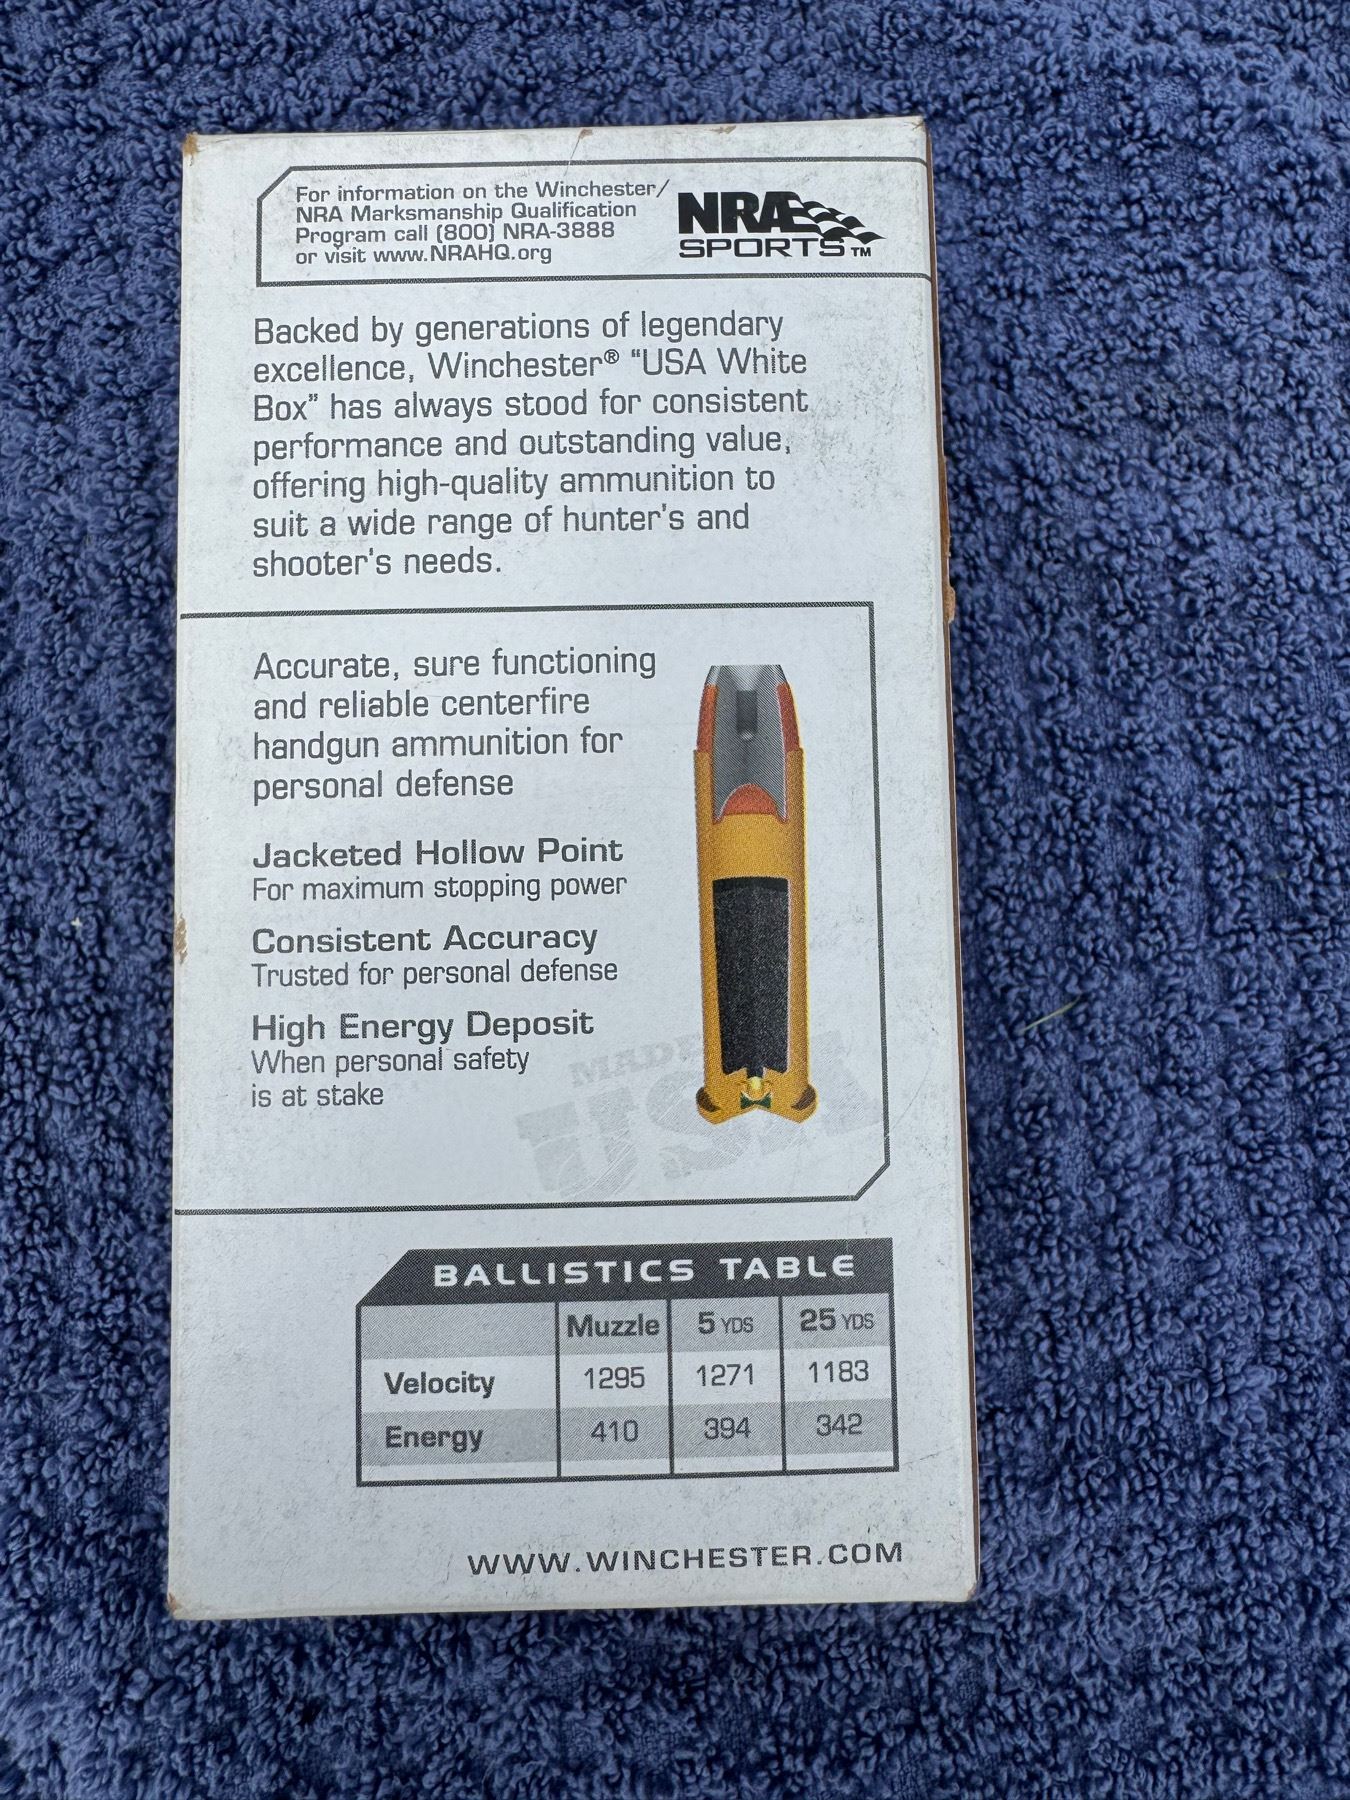 For information on the Winchester/
NRA Marksmanship Qualification
Program call (800) NRA-3888
or visit www.NRAHQ.org
NRA
SPORTS™
Backed by generations of legendary
excellence, Winchester® "USA White
Box" has always stood for consistent
performance and outstanding value,
offering high-quality ammunition to
suit a wide range of hunter's and
shooter's needs.
Accurate, sure functioning
and reliable centerfire
handgun ammunition for
personal defense
Jacketed Hollow Point
For maximum stopping power
Consistent Accuracy
Trusted for personal defense
High Energy Deposit
When personal safety
is at stake
MADE
USA
BALLISTICS TABLE
Muzzle 5 YDS 25 YDS
Velocity 1295 1271 1183
Energy 410 394 342
WWW.WINCHESTER.COM